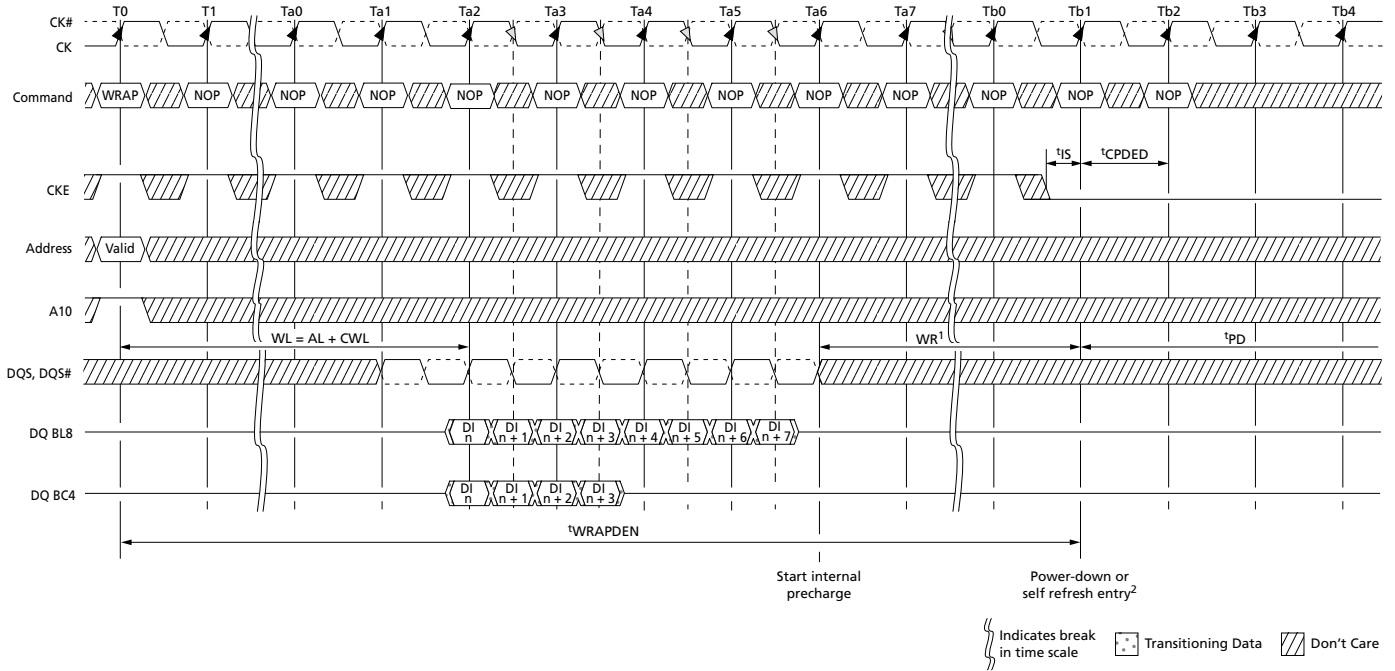 T0 T1 Ta0 Ta1 Ta2 Ta3 Ta4 Ta5 Ta6 Ta7 Tb0 Tb1 Tb2 Tb3 Tb4
CK#
CK
Command WRAP NOP NOP NOP NOP NOP NOP NOP NOP NOP NOP NOP NOP
tIS tCPDED
CKE
Address Valid
A10
WL = AL + CWL WR1 tPD
DQS, DQS#
DQ BL8 DI n DI n + 1 DI n + 2 DI n + 3 DI n + 4 DI n + 5 DI n + 6 DI n + 7
DQ BC4 DI n DI n + 1 DI n + 2 DI n + 3
tWRAPDEN
Start internal
precharge
Power-down or
self refresh entry2
Indicates break
in time scale
Transitioning Data
Don't Care